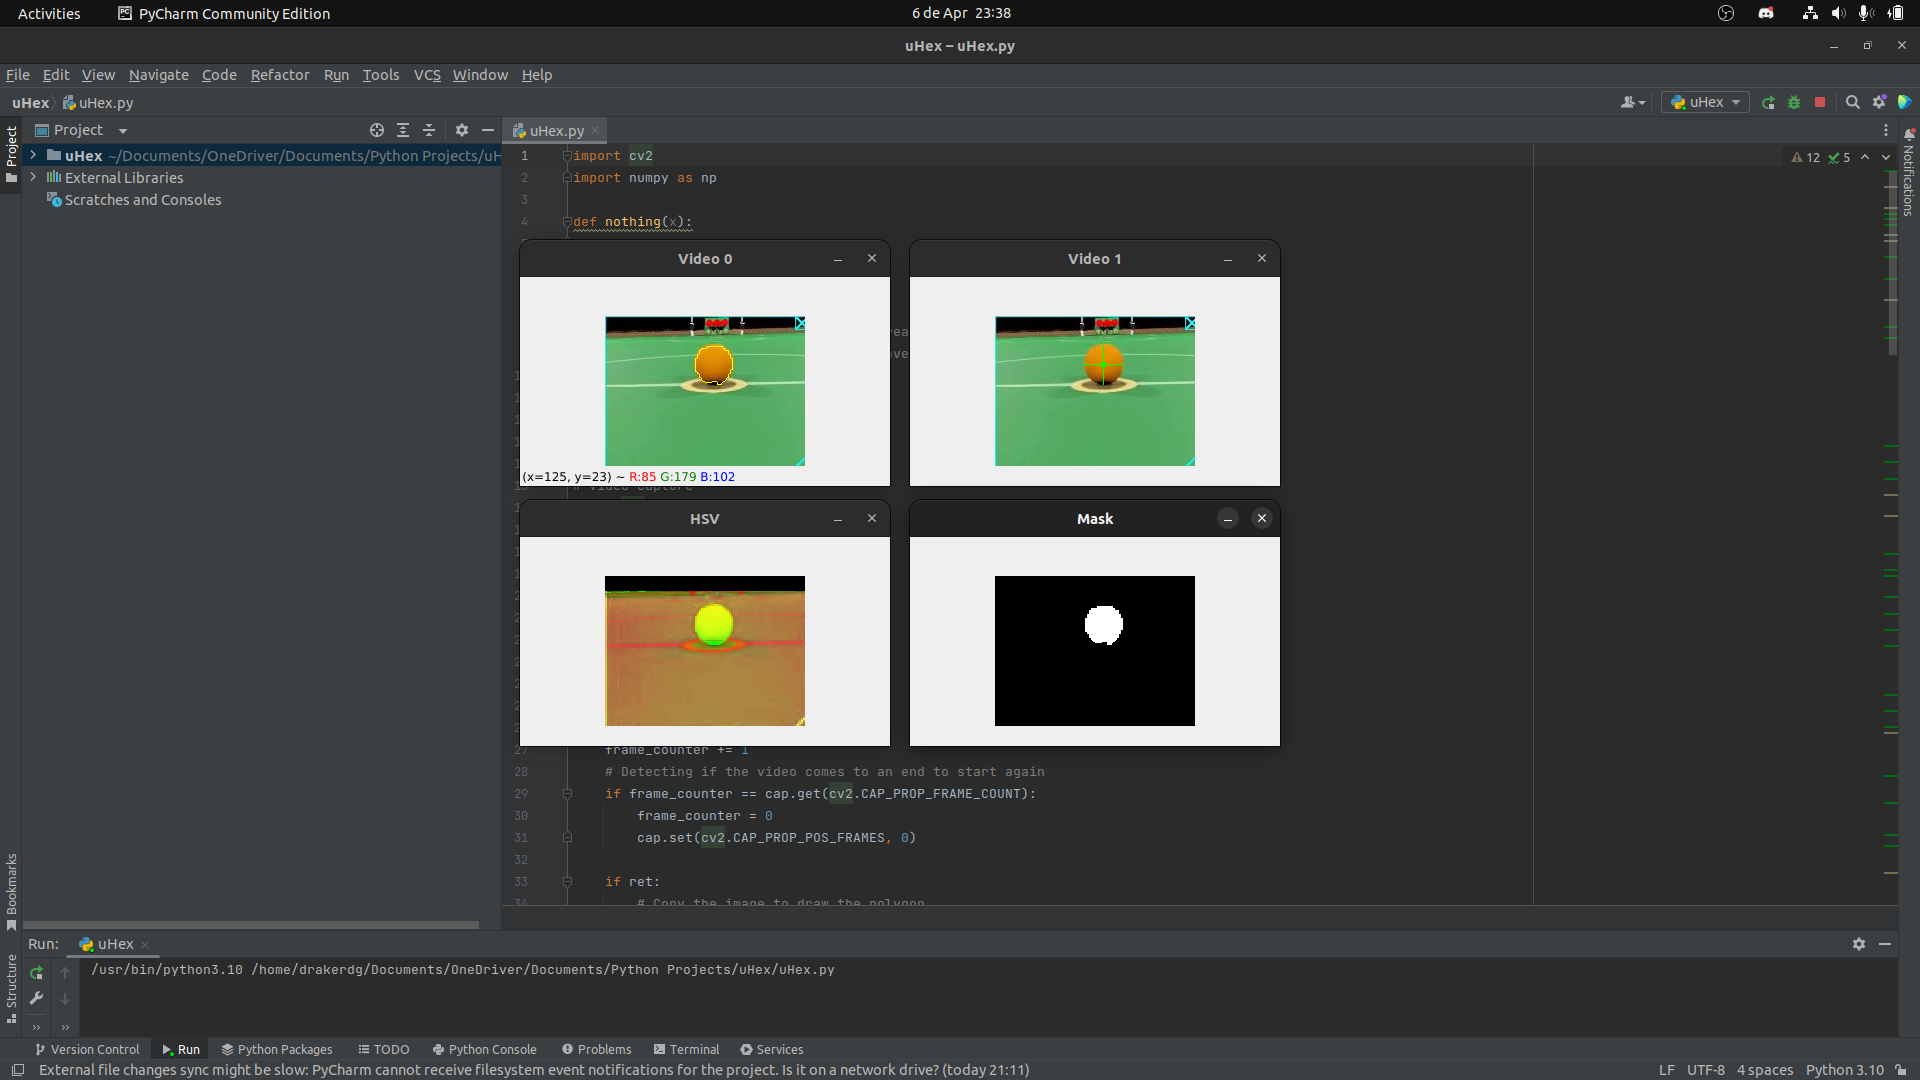 Activities PyCharm Community Edition 6 de Apr 23:38
uHex – uHex.py
File Edit View Navigate Code Refactor Run Tools VCS Window Help
uHex uHex.py uHex
Project
uHex ~/Documents/OneDriver/Documents/Python Projects/uH
External Libraries
Scratches and Consoles
Project
Bookmarks
Structure
uHex.py
12 5
Notifications
1 import cv2
2 import numpy as np
3
4 def nothing(x):
Video 0
(x=125, y=23) ~ R:85 G:179 B:102
Video 1
HSV
Mask
27 frame_counter += 1
28 # Detecting if the video comes to an end to start again
29 if frame_counter == cap.get(cv2.CAP_PROP_FRAME_COUNT):
30 frame_counter = 0
31 cap.set(cv2.CAP_PROP_POS_FRAMES, 0)
32
33 if ret:
34 # Copy the image to draw the polygon
Run: uHex
/usr/bin/python3.10 /home/drakerdg/Documents/OneDriver/Documents/Python Projects/uHex/uHex.py
Version Control Run Python Packages TODO Python Console Problems Terminal Services
External file changes sync might be slow: PyCharm cannot receive filesystem event notifications for the project. Is it on a network drive? (today 21:11) LF UTF-8 4 spaces Python 3.10